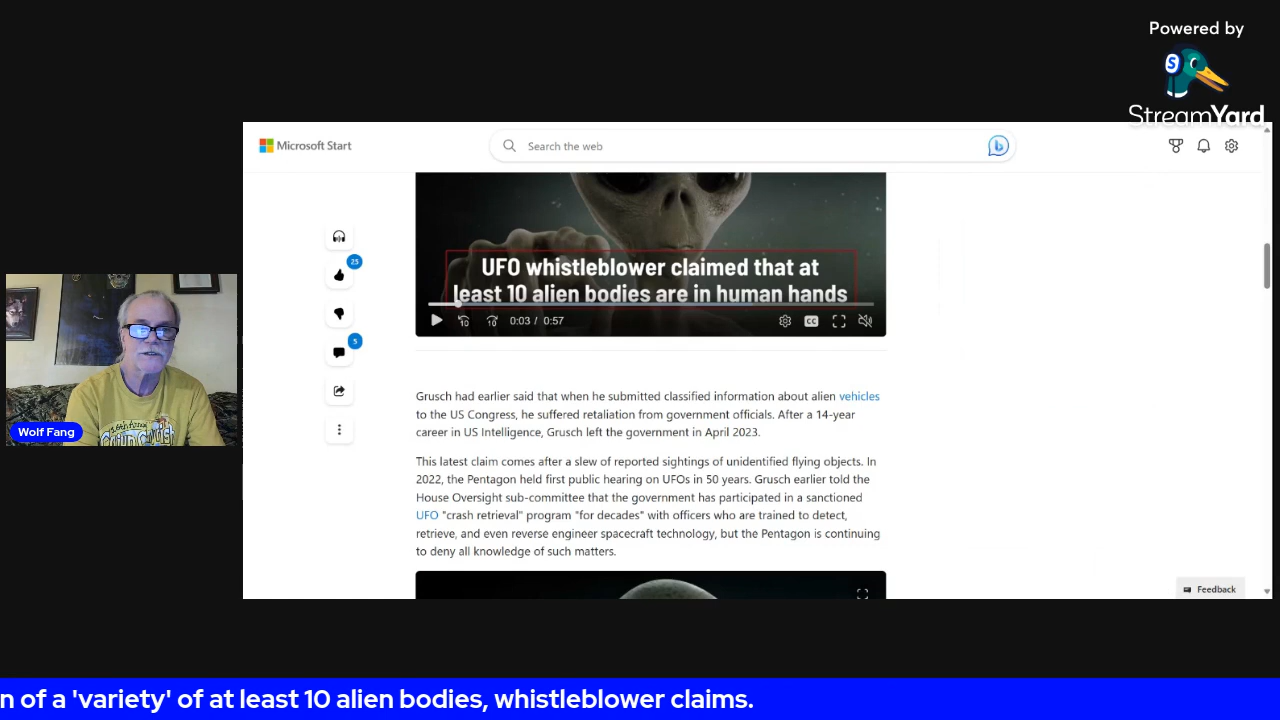 Powered by
StreamYard
Microsoft Start
Search the web
25
5
UFO whistleblower claimed that at
least 10 alien bodies are in human hands
0:03 / 0:57
CC
Grusch had earlier said that when he submitted classified information about alien vehicles
to the US Congress, he suffered retaliation from government officials. After a 14-year
career in US Intelligence, Grusch left the government in April 2023.
This latest claim comes after a slew of reported sightings of unidentified flying objects. In
2022, the Pentagon held first public hearing on UFOs in 50 years. Grusch earlier told the
House Oversight sub-committee that the government has participated in a sanctioned
UFO "crash retrieval" program "for decades" with officers who are trained to detect,
retrieve, and even reverse engineer spacecraft technology, but the Pentagon is continuing
to deny all knowledge of such matters.
Feedback
Wolf Fang
n of a 'variety' of at least 10 alien bodies, whistleblower claims.